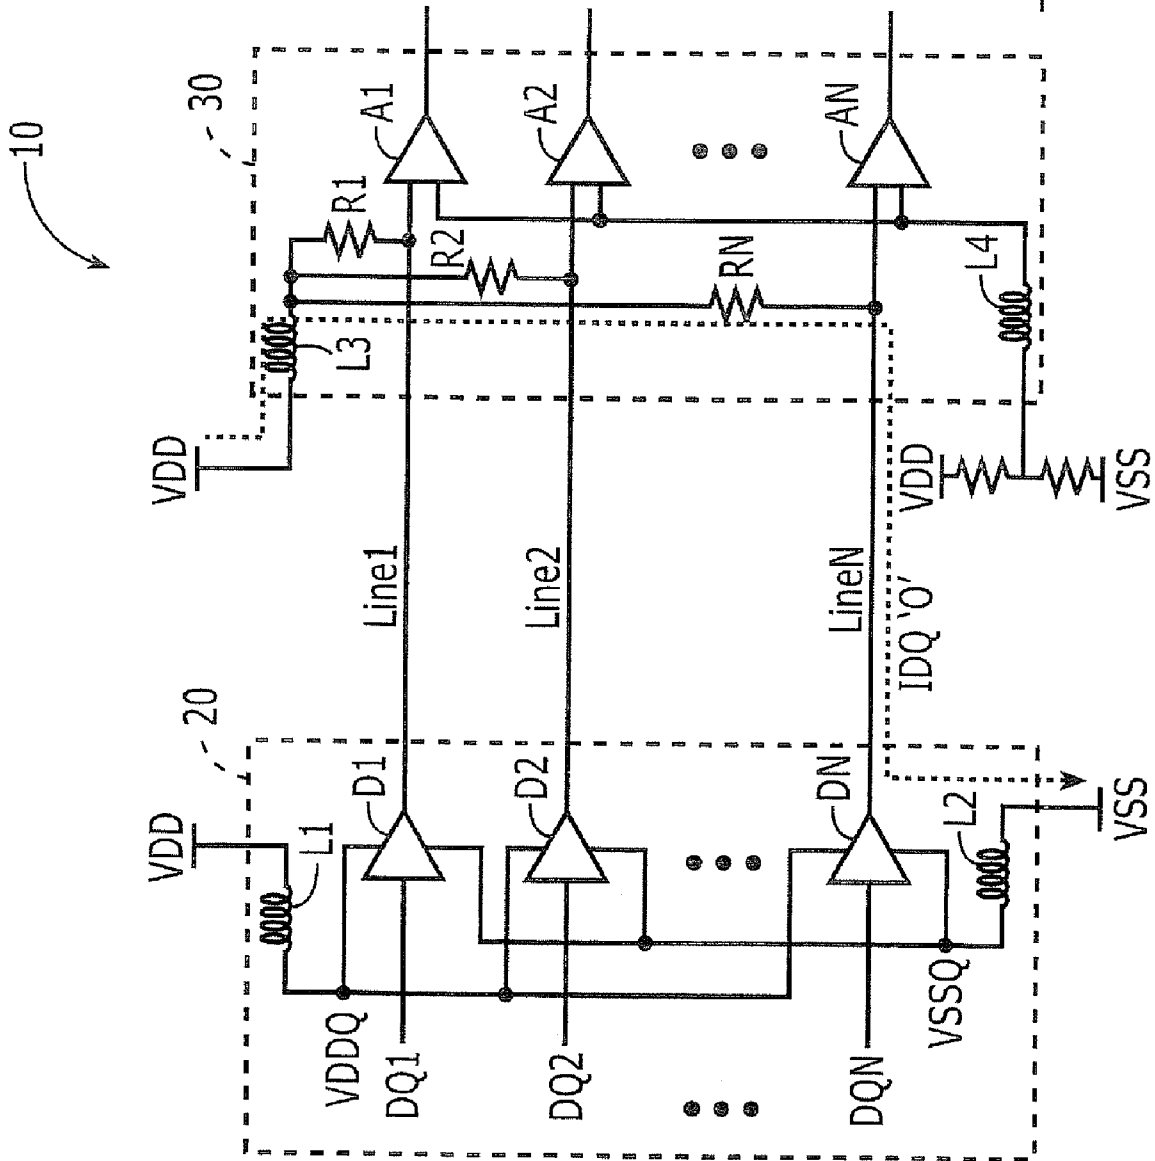 10
30
A1
A2
AN
R1
R2
RN
L3
L4
VDD
VDD
VSS
Line1
Line2
LineN
IDQ ‘O’
20
VDD
L1
D1
D2
DN
L2
VSS
VDDQ
DQ1
DQ2
DQN
VSSQ